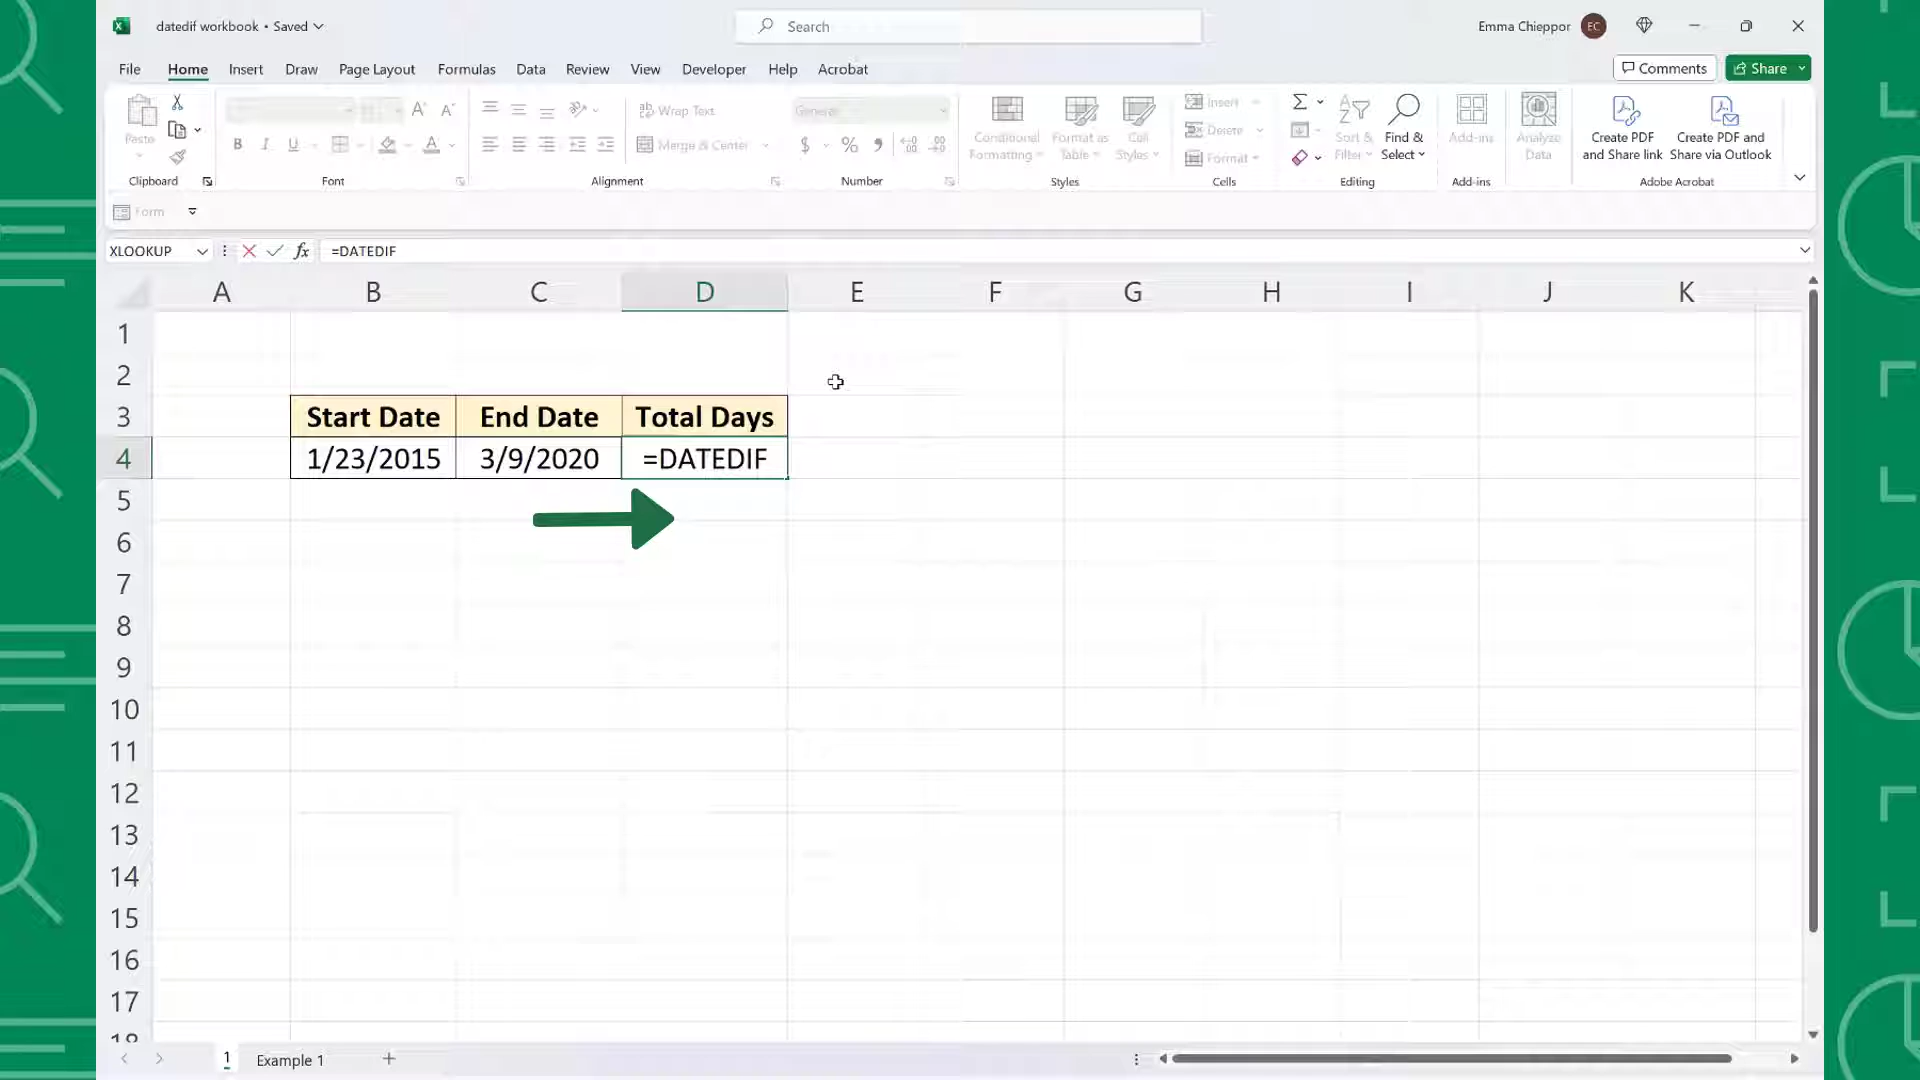 datedif workbook • Saved
Search
Emma Chieppor
EC
File Home Insert Draw Page Layout Formulas Data Review View Developer Help Acrobat
Comments
Share
Paste
Clipboard
B I U
Font
Wrap Text
Merge & Center
Alignment
General
$ %
Number
Conditional Formatting
Format as Table
Cell Styles
Styles
Insert
Delete
Format
Cells
Sort & Filter
Find & Select
Editing
Add-ins
Add-ins
Analyze Data
Create PDF and Share link
Create PDF and Share via Outlook
Adobe Acrobat
Form
XLOOKUP
fx
=DATEDIF
A B C D E F G H I J K
1
2
3 Start Date End Date Total Days
4 1/23/2015 3/9/2020 =DATEDIF
5
6
7
8
9
10
11
12
13
14
15
16
17
18
1
Example 1